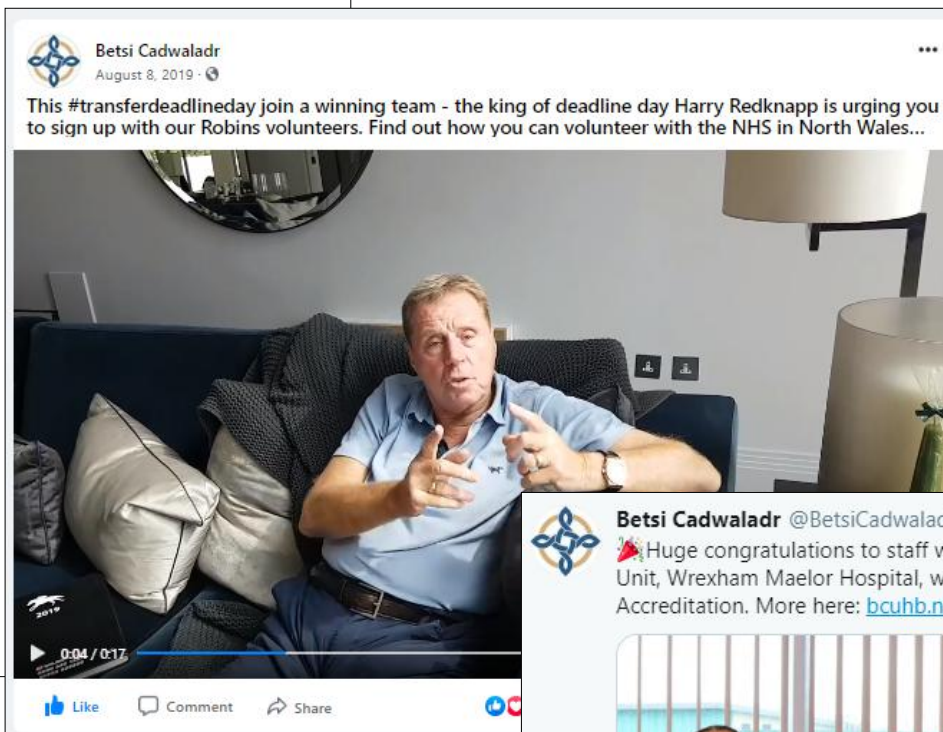 Betsi Cadwaladr
August 8, 2019
This #transferdeadlineday join a winning team - the king of deadline day Harry Redknapp is urging you
to sign up with our Robins volunteers. Find out how you can volunteer with the NHS in North Wales...
2019
0:04 / 0:17
Like Comment Share
Betsi Cadwaladr @BetsiCadwalad
Huge congratulations to staff w
Unit, Wrexham Maelor Hospital, w
Accreditation. More here: bcuhb.n